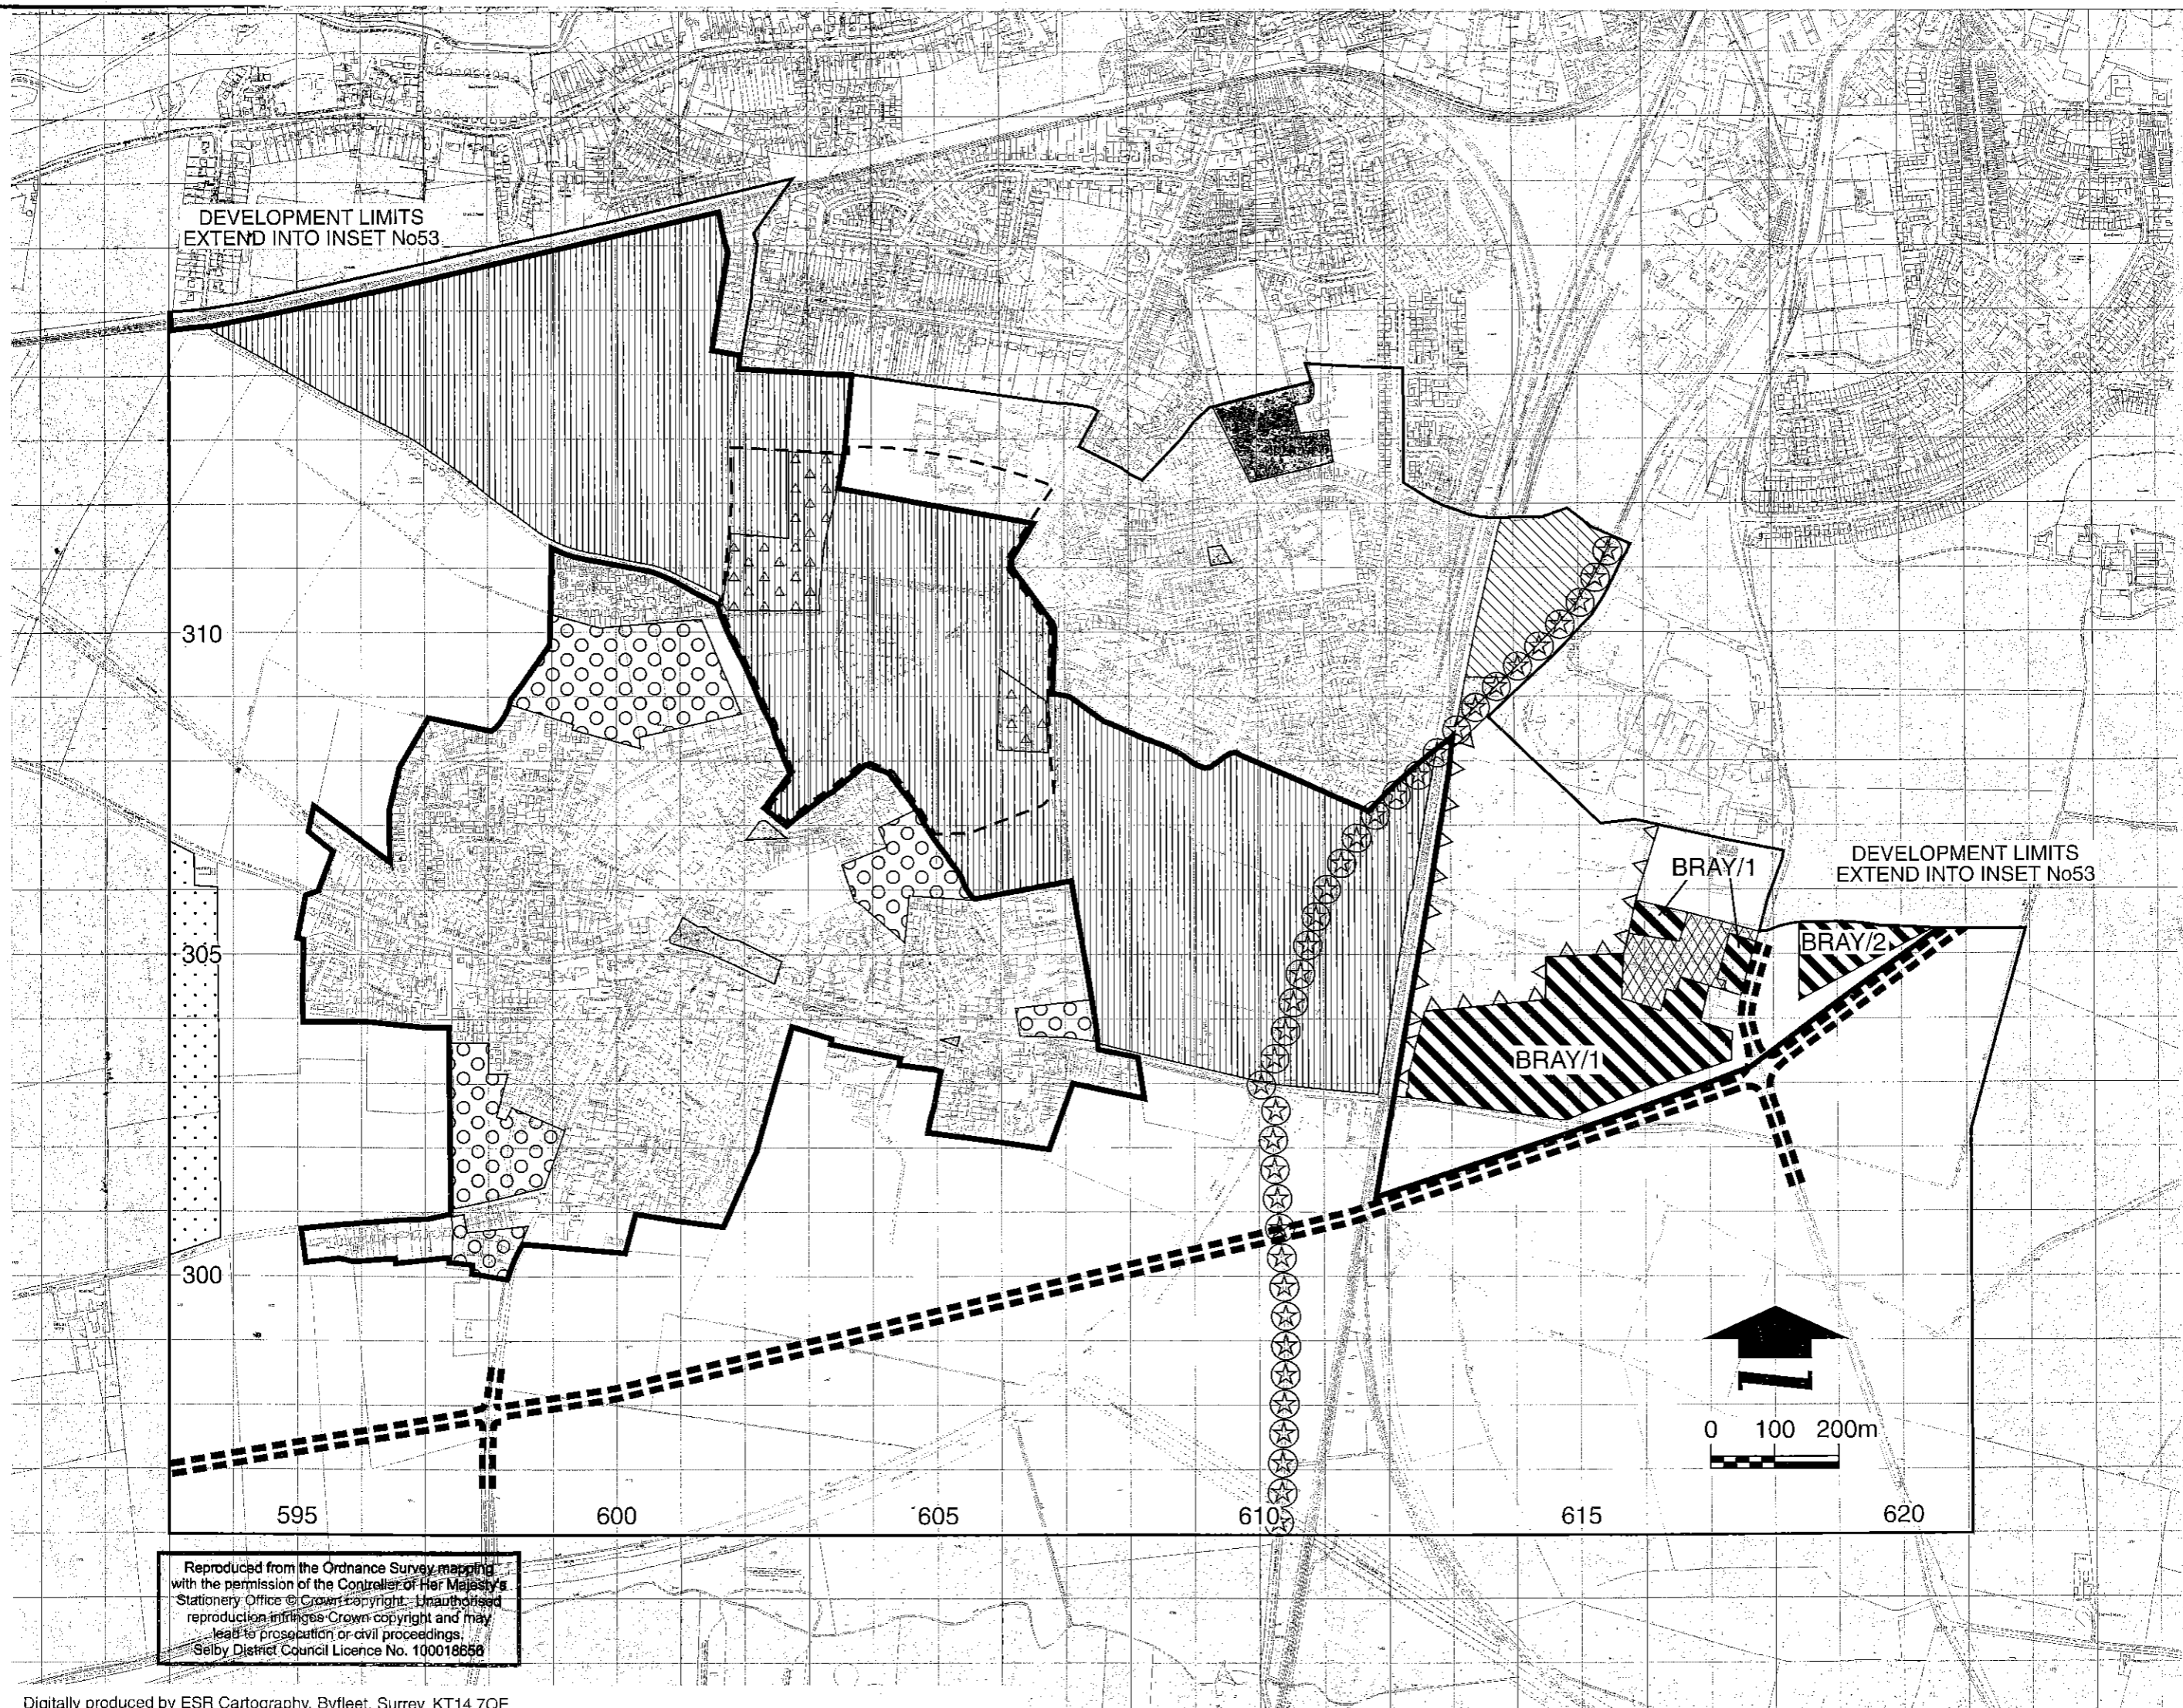 DEVELOPMENT LIMITS
EXTEND INTO INSET No53
310
DEVELOPMENT LIMITS
EXTEND INTO INSET No53
BRAY/1
BRAY/2
305
BRAY/1
300
0 100 200m
595 600 605 610 615 620
Reproduced from the Ordnance Survey mapping
with the permission of the Controller of Her Majesty's
Stationery Office © Crown copyright. Unauthorised
reproduction infringes Crown copyright and may
lead to prosecution or civil proceedings.
Selby District Council Licence No. 100018656
Digitally produced by ESR Cartography, Byfleet, Surrey, KT14 7QF